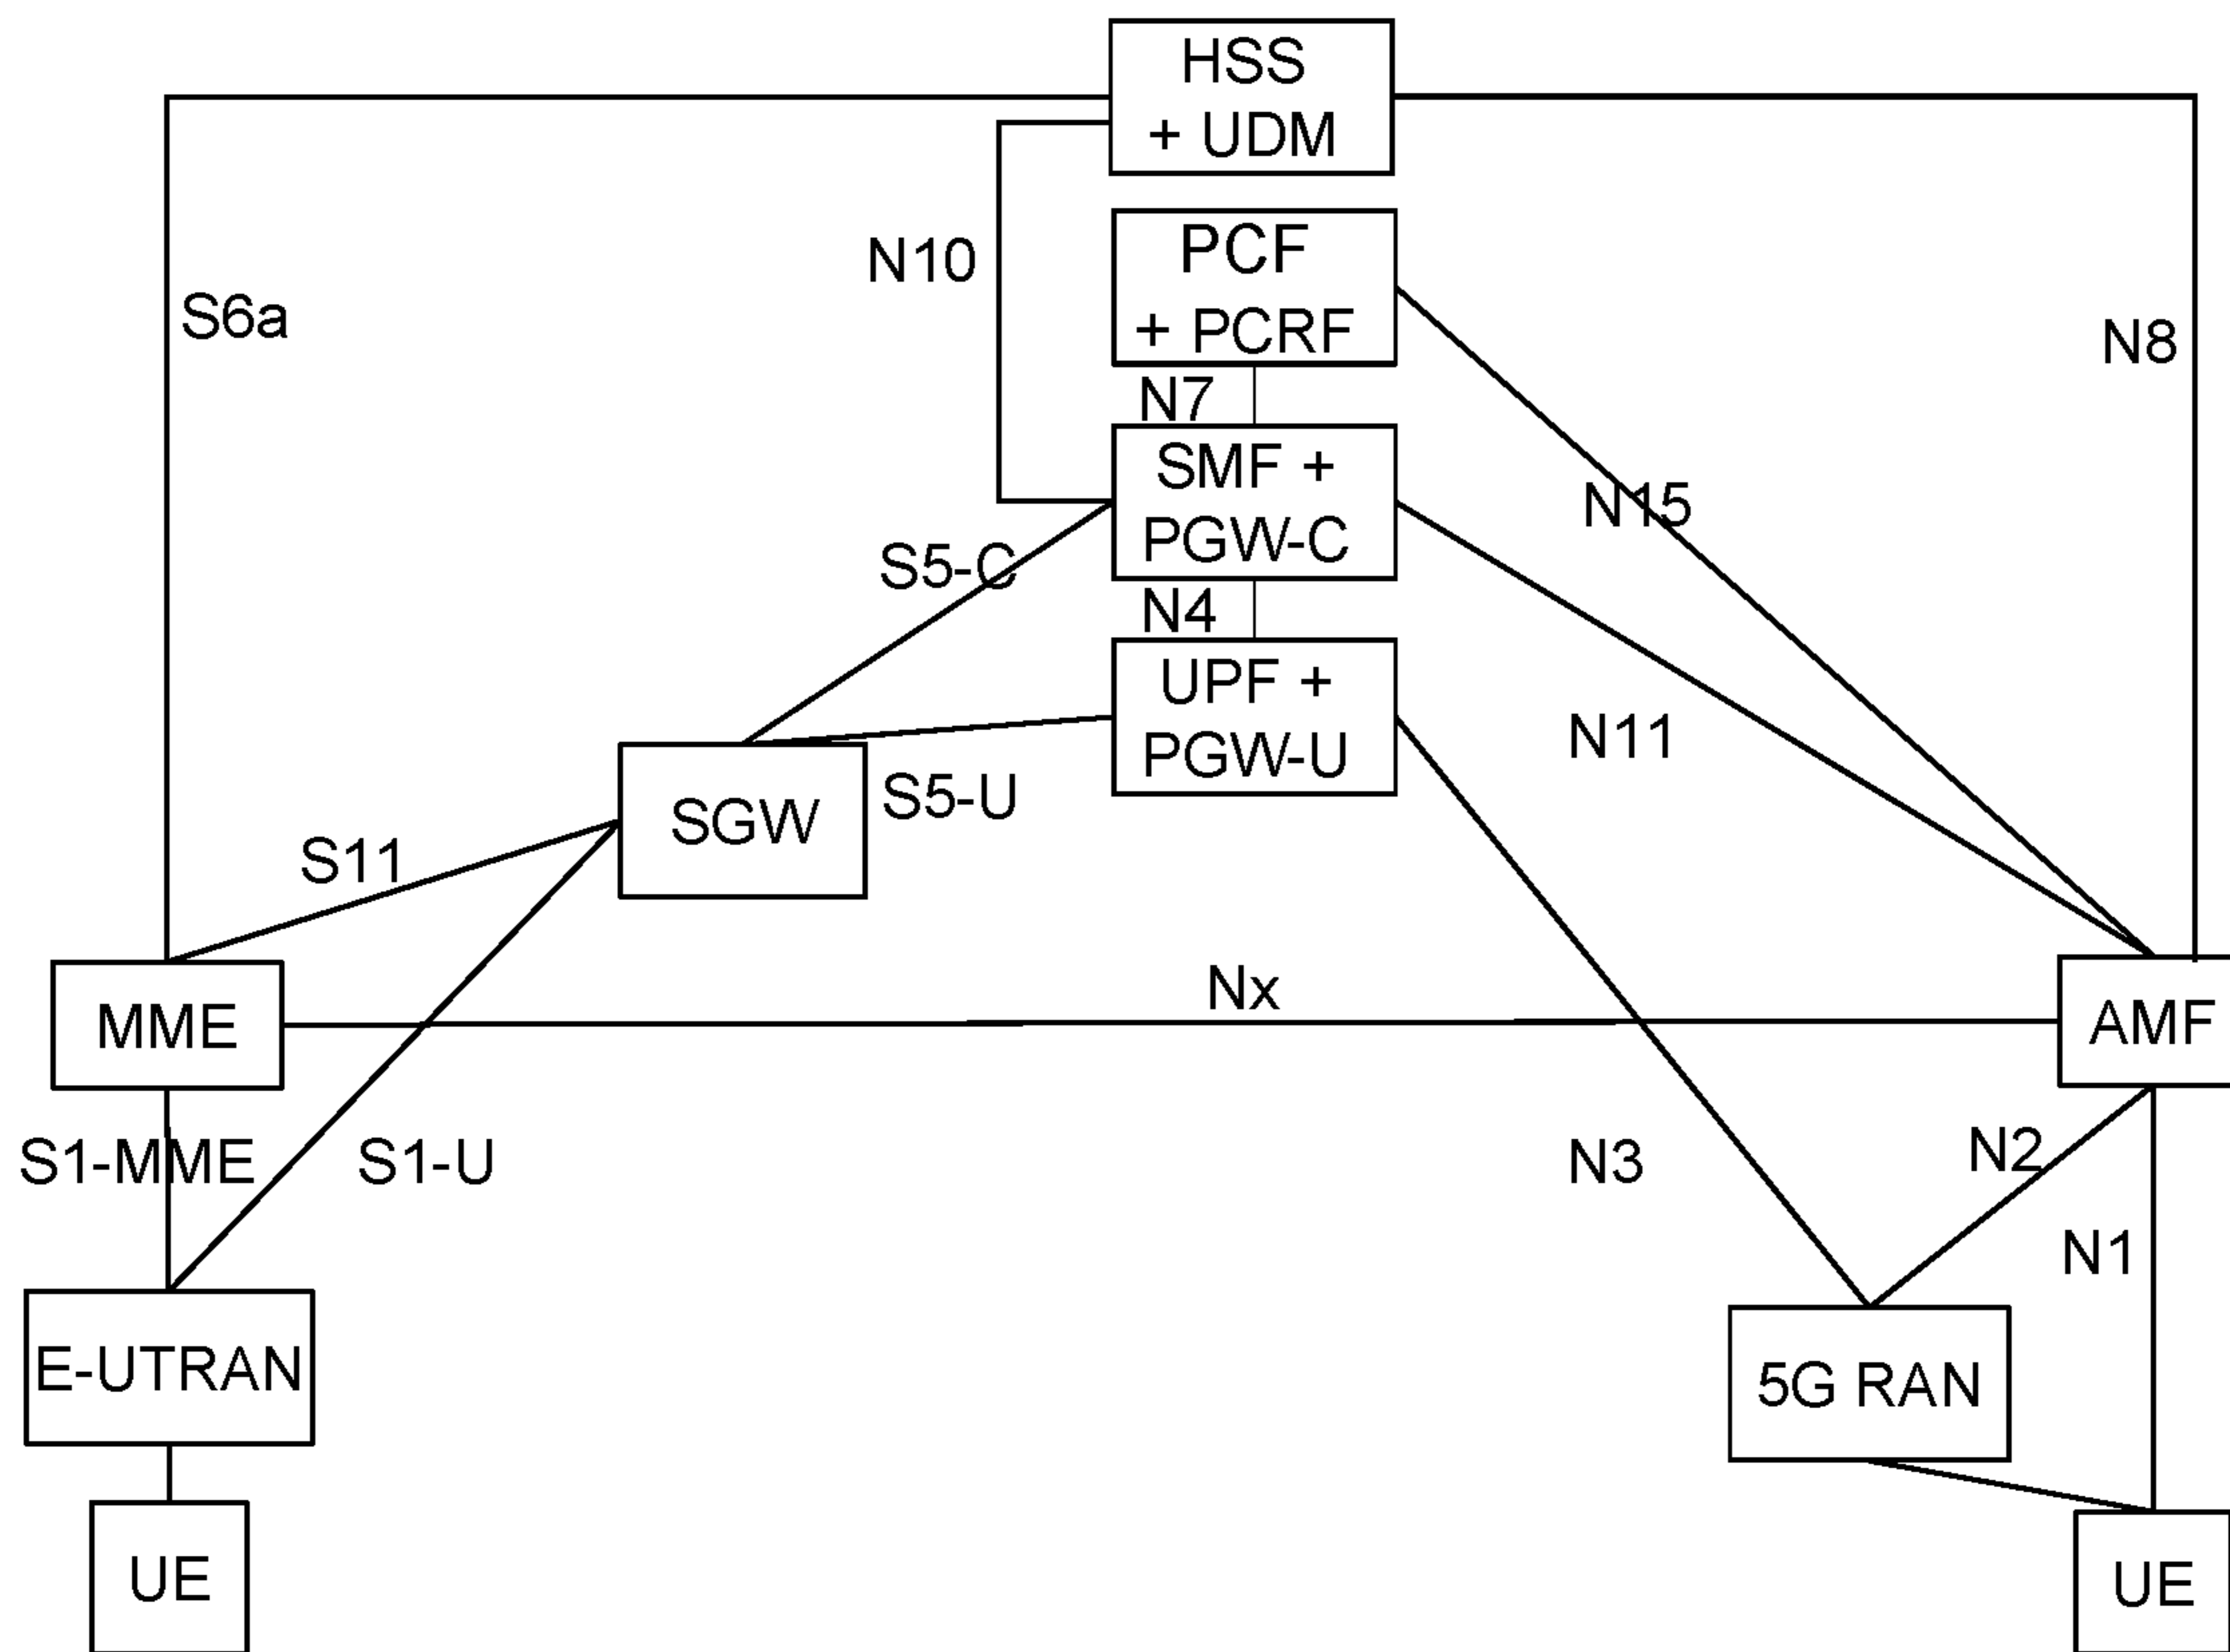 HSS
+ UDM
N10
PCF
+ PCRF
S6a
N8
N7
SMF +
PGW-C
N15
S5-C
N4
UPF +
PGW-U
N11
S5-U
SGW
S11
Nx
MME
AMF
S1-MME
S1-U
N3
N2
N1
E-UTRAN
5G RAN
UE
UE